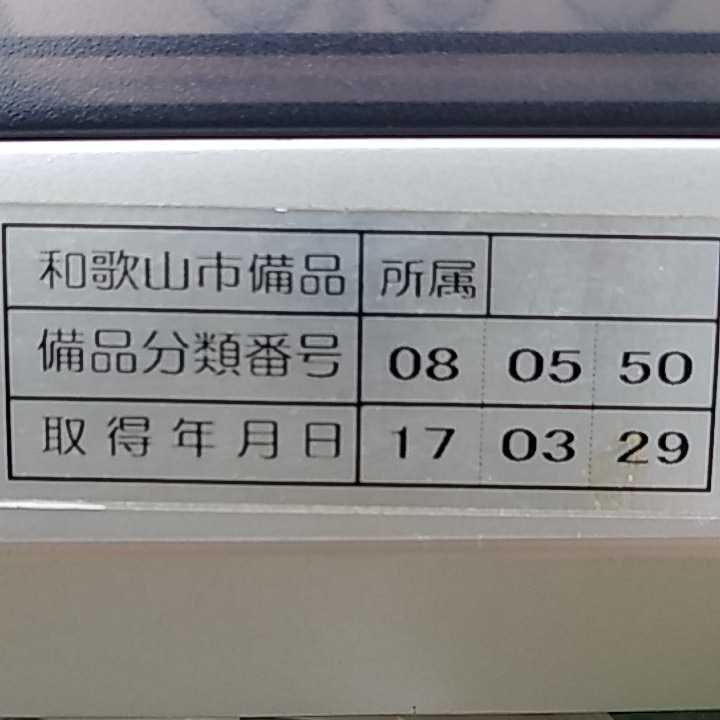 和歌山市備品 所属
備品分類番号 08 05 50
取得年月日 17 03 29